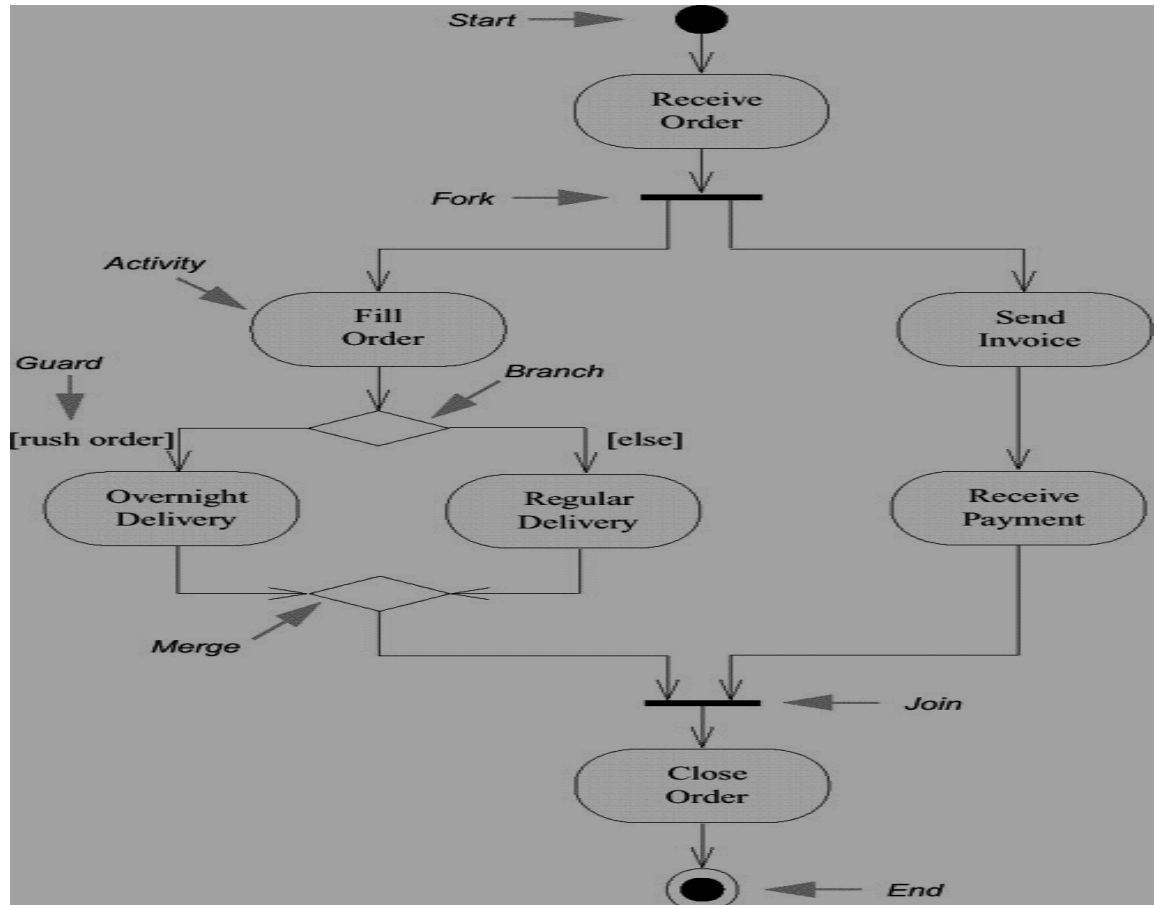 Start
Receive
Order
Fork
Activity
Fill
Order
Send
Invoice
Guard
Branch
[rush order]
[else]
Overnight
Delivery
Regular
Delivery
Receive
Payment
Merge
Join
Close
Order
End